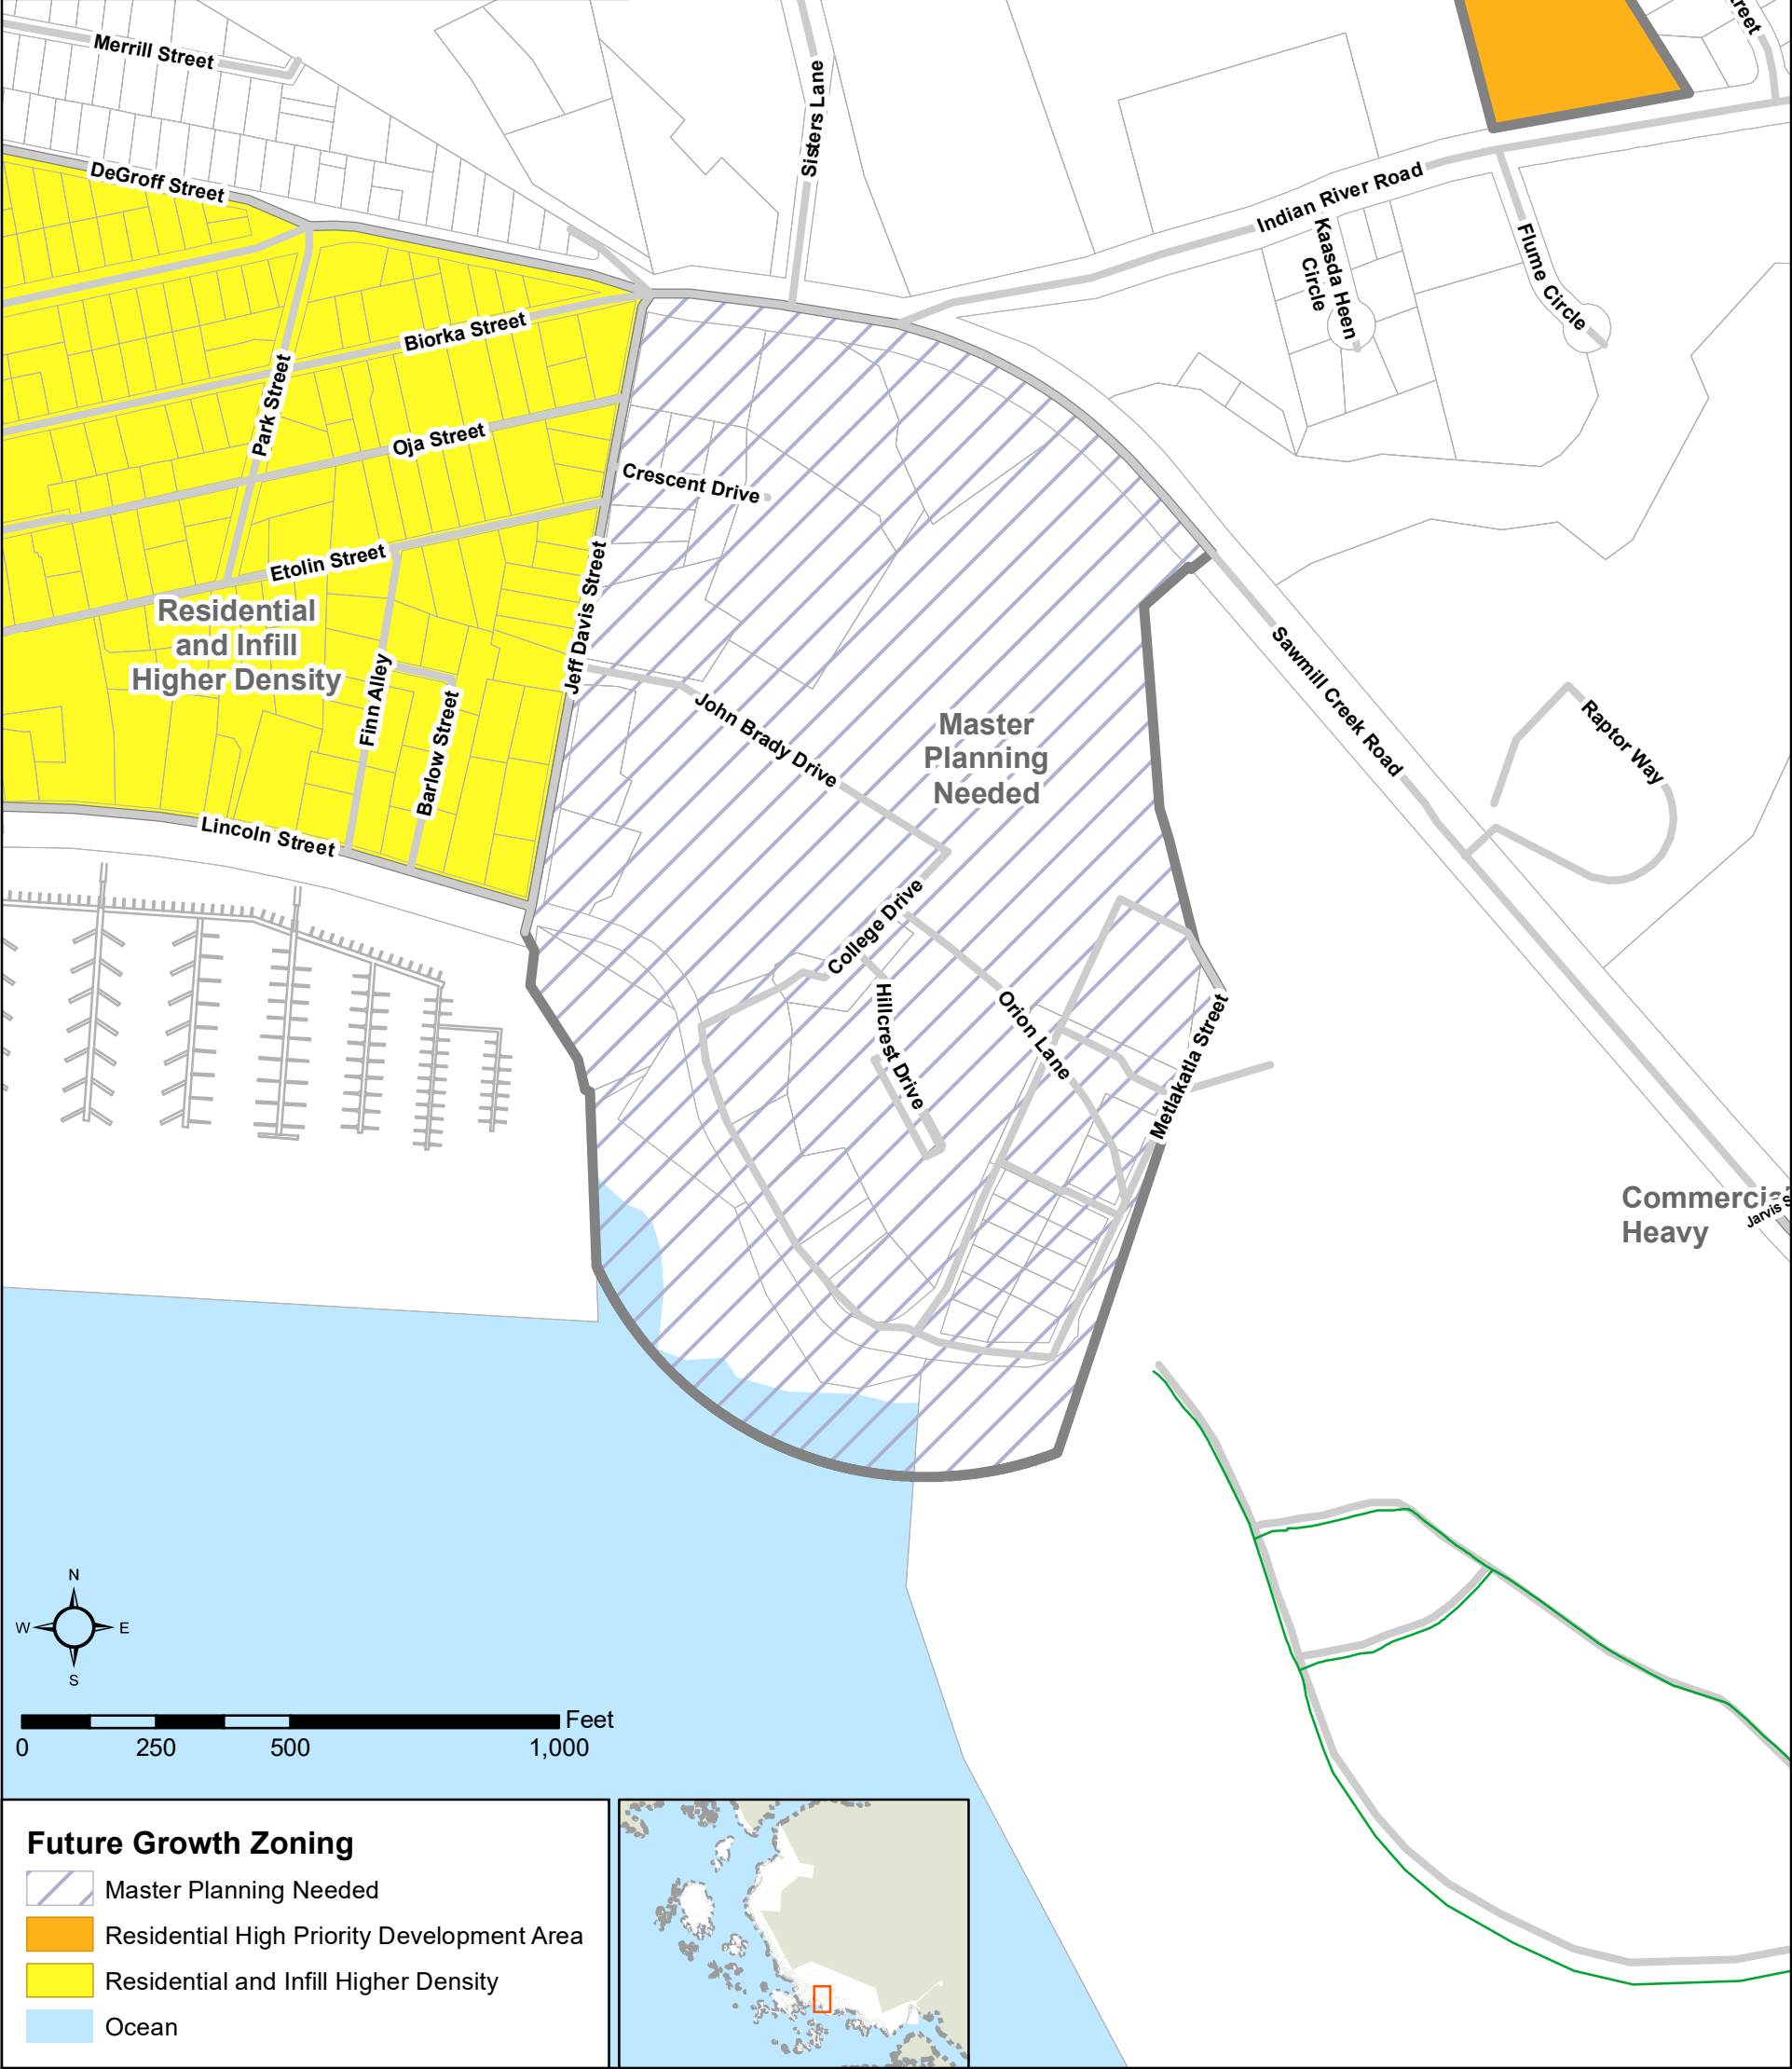 Merrill Street
DeGroff Street
Sisters Lane
Indian River Road
Kaasda Heen
Circle
Flume Circle
Biorka Street
Park Street
Oja Street
Crescent Drive
Etolin Street
Residential
and Infill
Higher Density
Jeff Davis Street
Finn Alley
Barlow Street
Lincoln Street
John Brady Drive
Master
Planning
Needed
Sawmill Creek Road
Raptor Way
College Drive
Hillcrest Drive
Orion Lane
Metlakatla Street
Commercial
Heavy
Jarvis S
N
W
E
S
Feet
0
250
500
1,000
Future Growth Zoning
Master Planning Needed
Residential High Priority Development Area
Residential and Infill Higher Density
Ocean